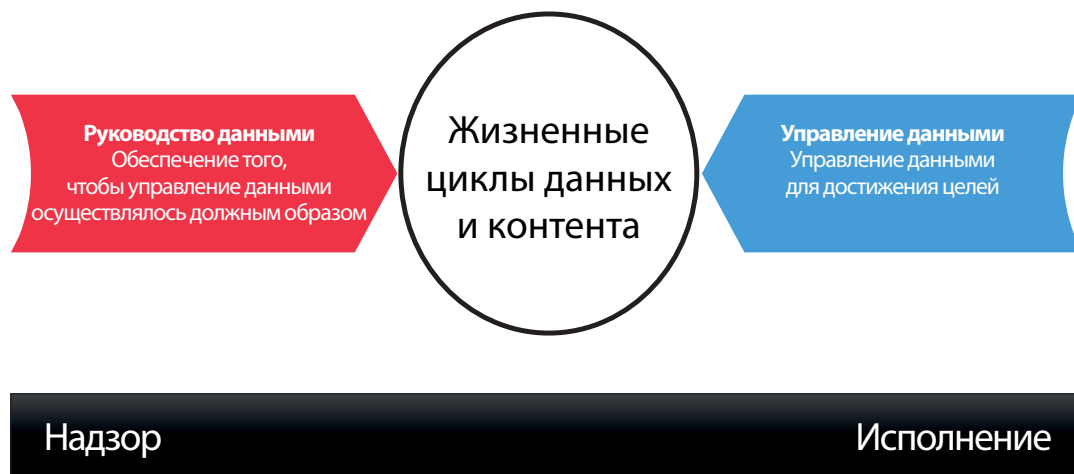 Руководство данными
Обеспечение того,
чтобы управление данными
осуществлялось должным образом
Жизненные
циклы данных
и контента
Управление данными
Управление данными
для достижения целей
Надзор
Исполнение